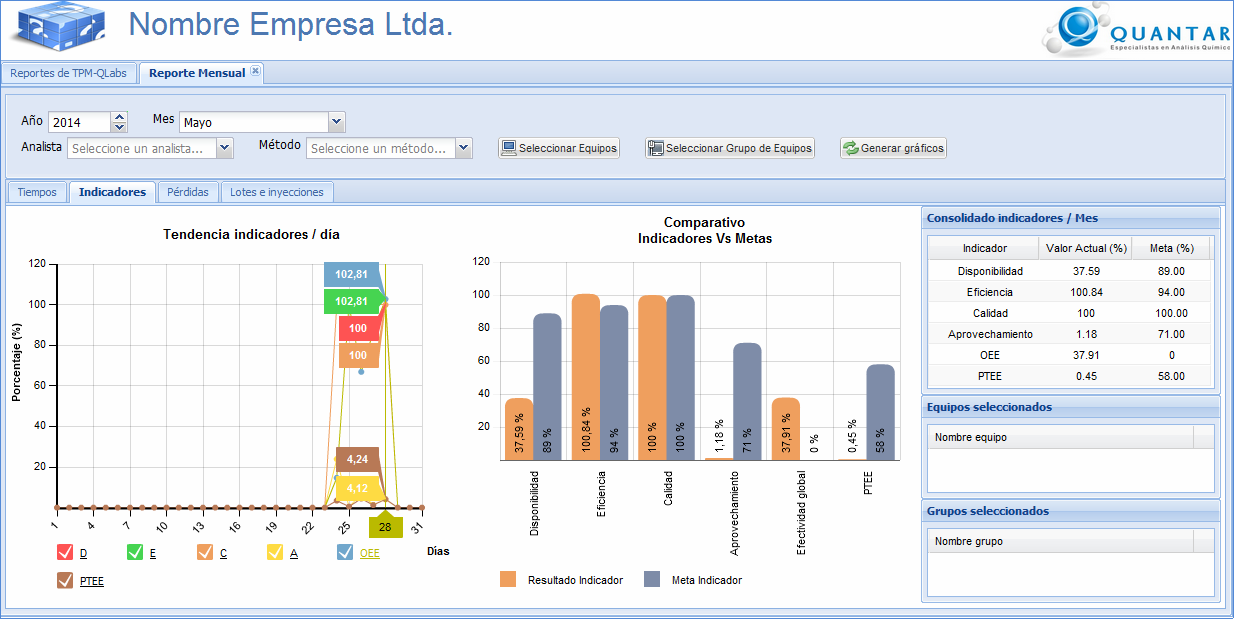 Nombre Empresa Ltda.
QUANTAR
Especialistas en Análisis Químico
Reportes de TPM-QLabs
Reporte Mensual
Año 2014 Mes Mayo
Analista Seleccione un analista... Método Seleccione un método... Seleccionar Equipos Seleccionar Grupo de Equipos Generar gráficos
Tiempos Indicadores Pérdidas Lotes e inyecciones
Tendencia indicadores / día
Porcentaje (%)
120
100
80
60
40
20
102,81
102,81
100
100
4,24
4,12
1 4 7 10 13 16 19 22 25 28 31
D E C A OEE Días
PTEE
Comparativo
Indicadores Vs Metas
120
100
80
60
40
20
37,59 % 89 % 100,84 % 94 % 100 % 100 % 1,18 % 71 % 37,91 % 0 % 0,45 % 58 %
Disponibilidad Eficiencia Calidad Aprovechamiento Efectividad global PTEE
Resultado Indicador Meta Indicador
Consolidado indicadores / Mes
Indicador Valor Actual (%) Meta (%)
Disponibilidad 37.59 89.00
Eficiencia 100.84 94.00
Calidad 100 100.00
Aprovechamiento 1.18 71.00
OEE 37.91 0
PTEE 0.45 58.00
Equipos seleccionados
Nombre equipo
Grupos seleccionados
Nombre grupo